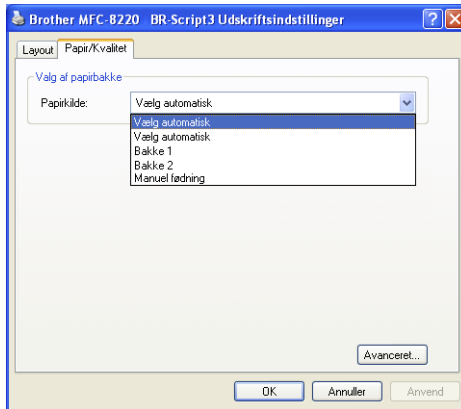 Brother MFC-8220 BR-Script3 Udskriftsindstillinger
Layout Papir/Kvalitet
Valg af papirbakke
Papirkilde: Vælg automatisk
Vælg automatisk
Vælg automatisk
Bakke 1
Bakke 2
Manuel fødning
Avanceret...
OK Annuller Anvend